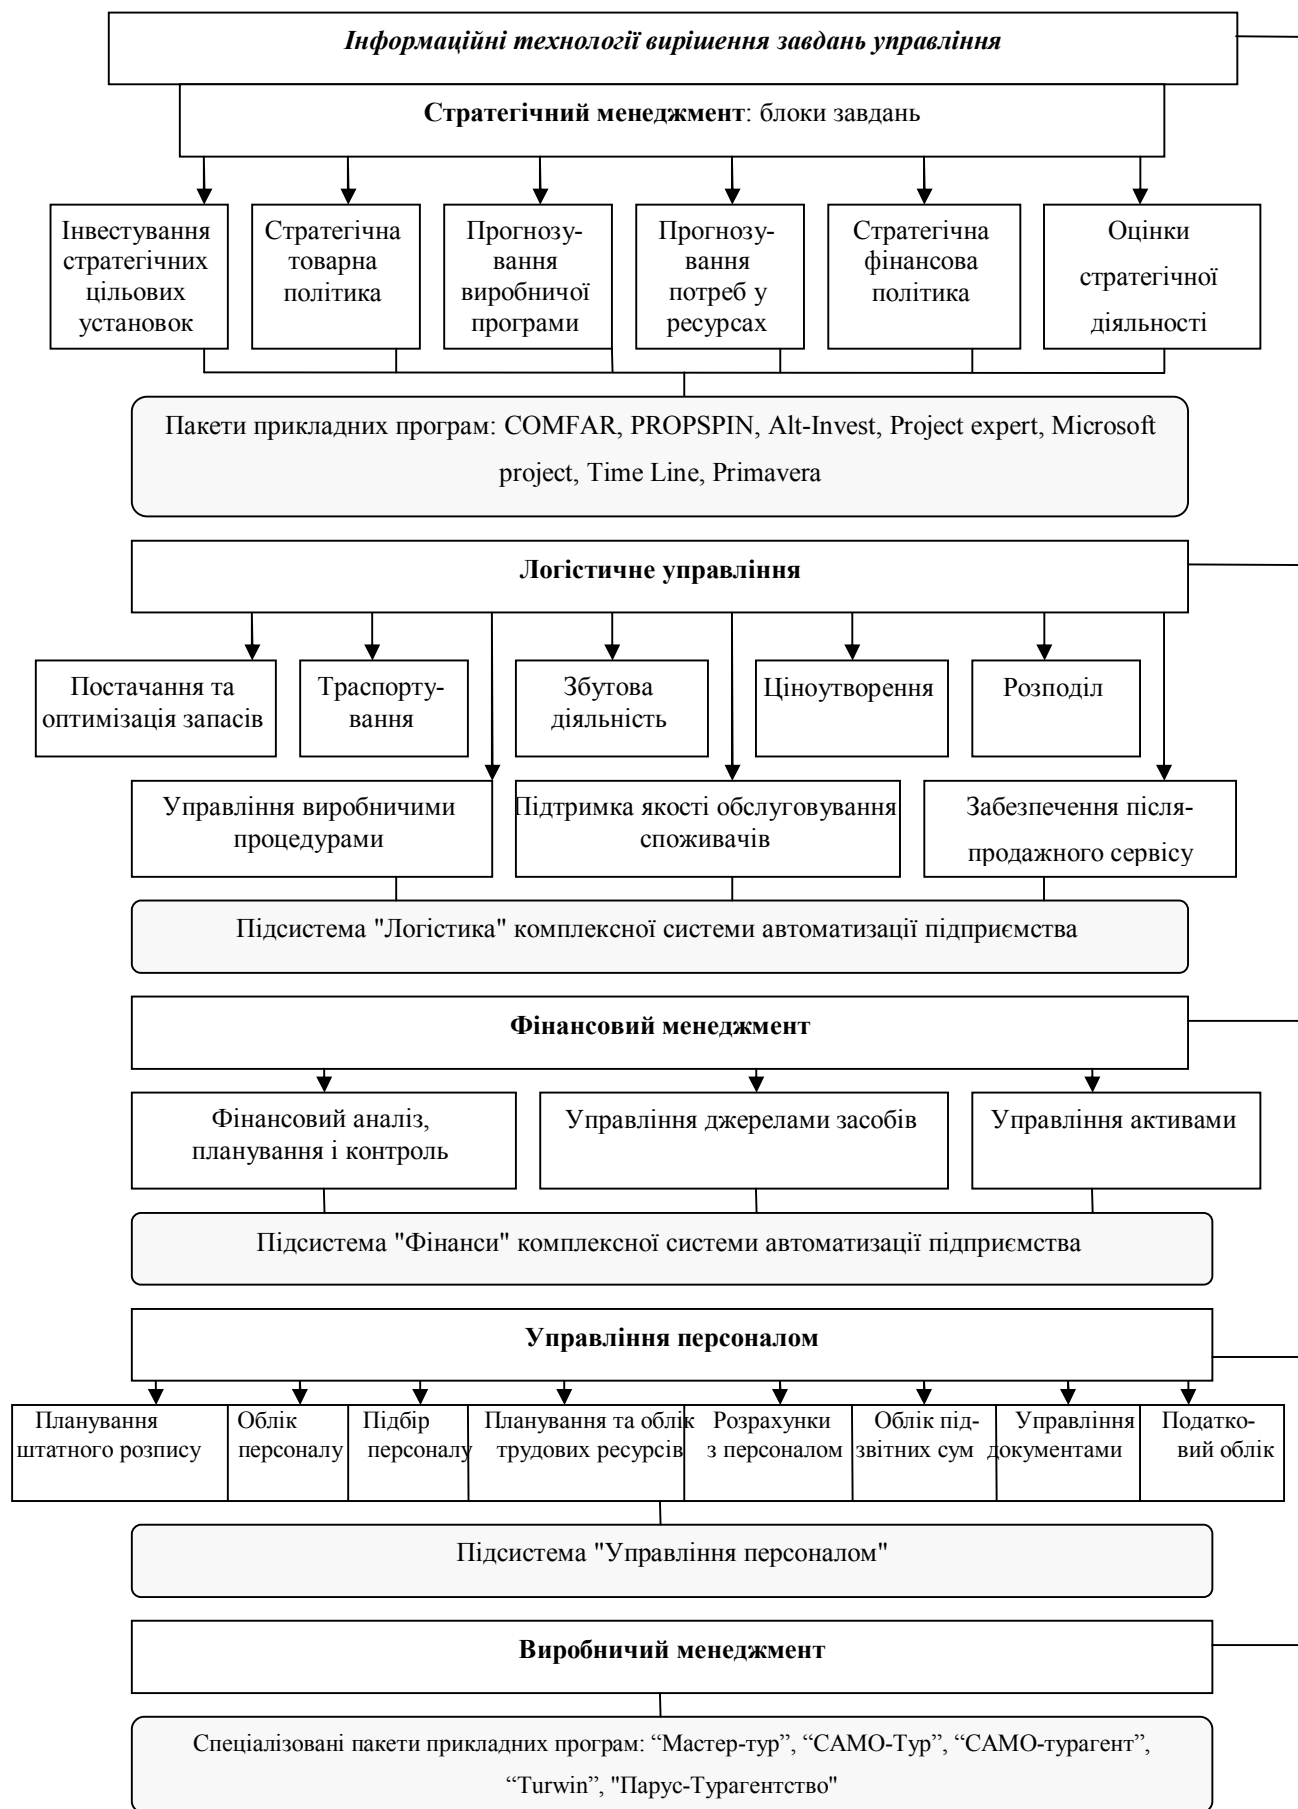 Інформаційні технології вирішення завдань управління
Стратегічний менеджмент: блоки завдань
Інвестування
стратегічних
цільових
установок
Стратегічна
товарна
політика
Прогнозу-
вання
виробничої
програми
Прогнозу-
вання
потреб у
ресурсах
Стратегічна
фінансова
політика
Оцінки
стратегічної
діяльності
Пакети прикладних програм: COMFAR, PROPSPIN, Alt-Invest, Project expert, Microsoft
project, Time Line, Primavera
Логістичне управління
Постачання та
оптимізація запасів
Траспорту-
вання
Збутова
діяльність
Ціноутворення
Розподіл
Управління виробничими
процедурами
Підтримка якості обслуговування
споживачів
Забезпечення після-
продажного сервісу
Підсистема "Логістика" комплексної системи автоматизації підприємства
Фінансовий менеджмент
Фінансовий аналіз,
планування і контроль
Управління джерелами засобів
Управління активами
Підсистема "Фінанси" комплексної системи автоматизації підприємства
Управління персоналом
Планування
штатного розпису
Облік
персоналу
Підбір
персоналу
Планування та облік
трудових ресурсів
Розрахунки
з персоналом
Облік під-
звітних сум
Управління
документами
Податко-
вий облік
Підсистема "Управління персоналом"
Виробничий менеджмент
Спеціалізовані пакети прикладних програм: “Мастер-тур”, “САМО-Тур”, “САМО-турагент”,
“Turwin”, "Парус-Турагентство"